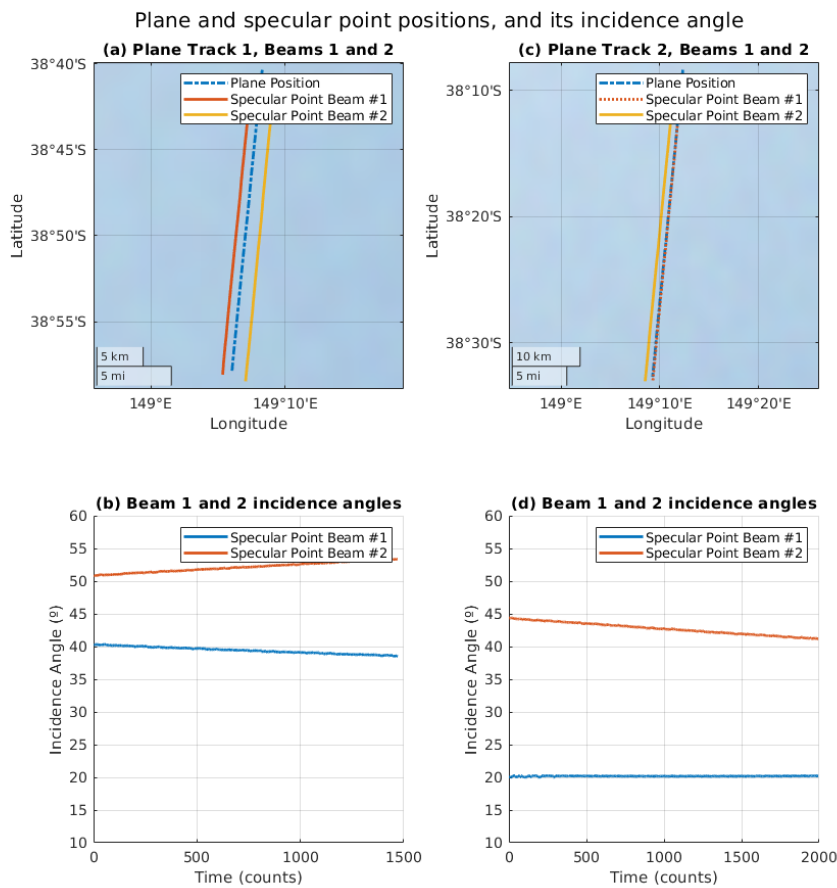 Plane and specular point positions, and its incidence angle
(a) Plane Track 1, Beams 1 and 2
38°40'S
38°45'S
38°50'S
38°55'S
Latitude
Plane Position
Specular Point Beam #1
Specular Point Beam #2
5 km
5 mi
149°E
149°10'E
Longitude
(c) Plane Track 2, Beams 1 and 2
38°10'S
38°20'S
38°30'S
Latitude
Plane Position
Specular Point Beam #1
Specular Point Beam #2
10 km
5 mi
149°E
149°10'E
149°20'E
Longitude
(b) Beam 1 and 2 incidence angles
60
55
50
45
40
35
30
25
20
15
10
Incidence Angle (º)
Specular Point Beam #1
Specular Point Beam #2
0
500
1000
1500
Time (counts)
(d) Beam 1 and 2 incidence angles
60
55
50
45
40
35
30
25
20
15
10
Incidence Angle (º)
Specular Point Beam #1
Specular Point Beam #2
0
500
1000
1500
2000
Time (counts)